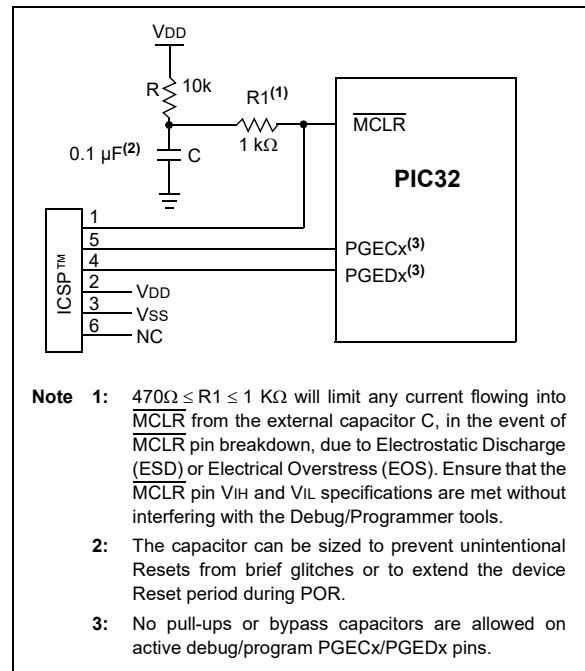 VDD
R 10k
R1(1)
1 kΩ
MCLR
0.1 µF(2)
C
PIC32
1
5
4
2
3
6
ICSP™
PGECx(3)
PGEDx(3)
VDD
VSS
NC
Note 1: 470Ω ≤ R1 ≤ 1 KΩ will limit any current flowing into
MCLR from the external capacitor C, in the event of
MCLR pin breakdown, due to Electrostatic Discharge
(ESD) or Electrical Overstress (EOS). Ensure that the
MCLR pin VIH and VIL specifications are met without
interfering with the Debug/Programmer tools.
2: The capacitor can be sized to prevent unintentional
Resets from brief glitches or to extend the device
Reset period during POR.
3: No pull-ups or bypass capacitors are allowed on
active debug/program PGECx/PGEDx pins.